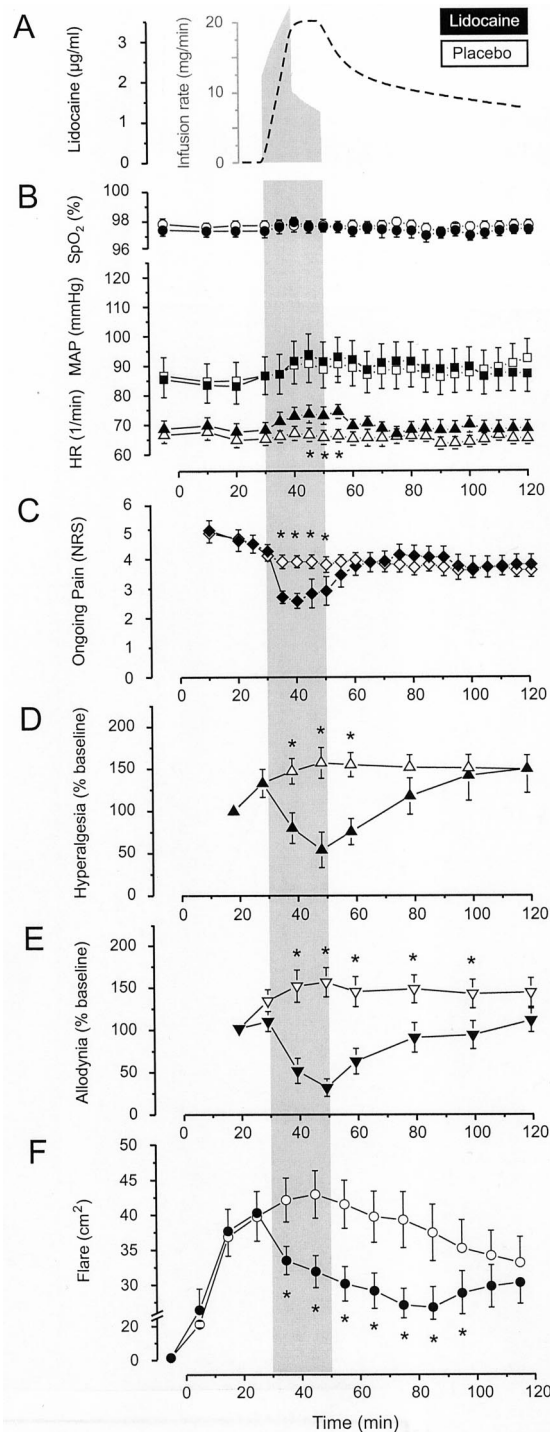 A
Lidocaine (µg/ml)
3
2
1
0
Infusion rate (mg/min)
20
10
0
Lidocaine
Placebo
B
SpO2 (%)
100
98
96
MAP (mmHg)
HR (1/min)
120
110
100
90
80
70
60
* * *
0 20 40 60 80 100 120
C
Ongoing Pain (NRS)
6
5
4
3
2
1
* * * *
0 20 40 60 80 100 120
D
Hyperalgesia (% baseline)
200
150
100
50
0
* * *
0 20 40 60 80 100 120
E
Allodynia (% baseline)
200
150
100
50
0
* * * * *
0 20 40 60 80 100 120
F
Flare (cm2)
50
45
40
35
30
20
0
* * * * * * *
0 20 40 60 80 100 120
Time (min)